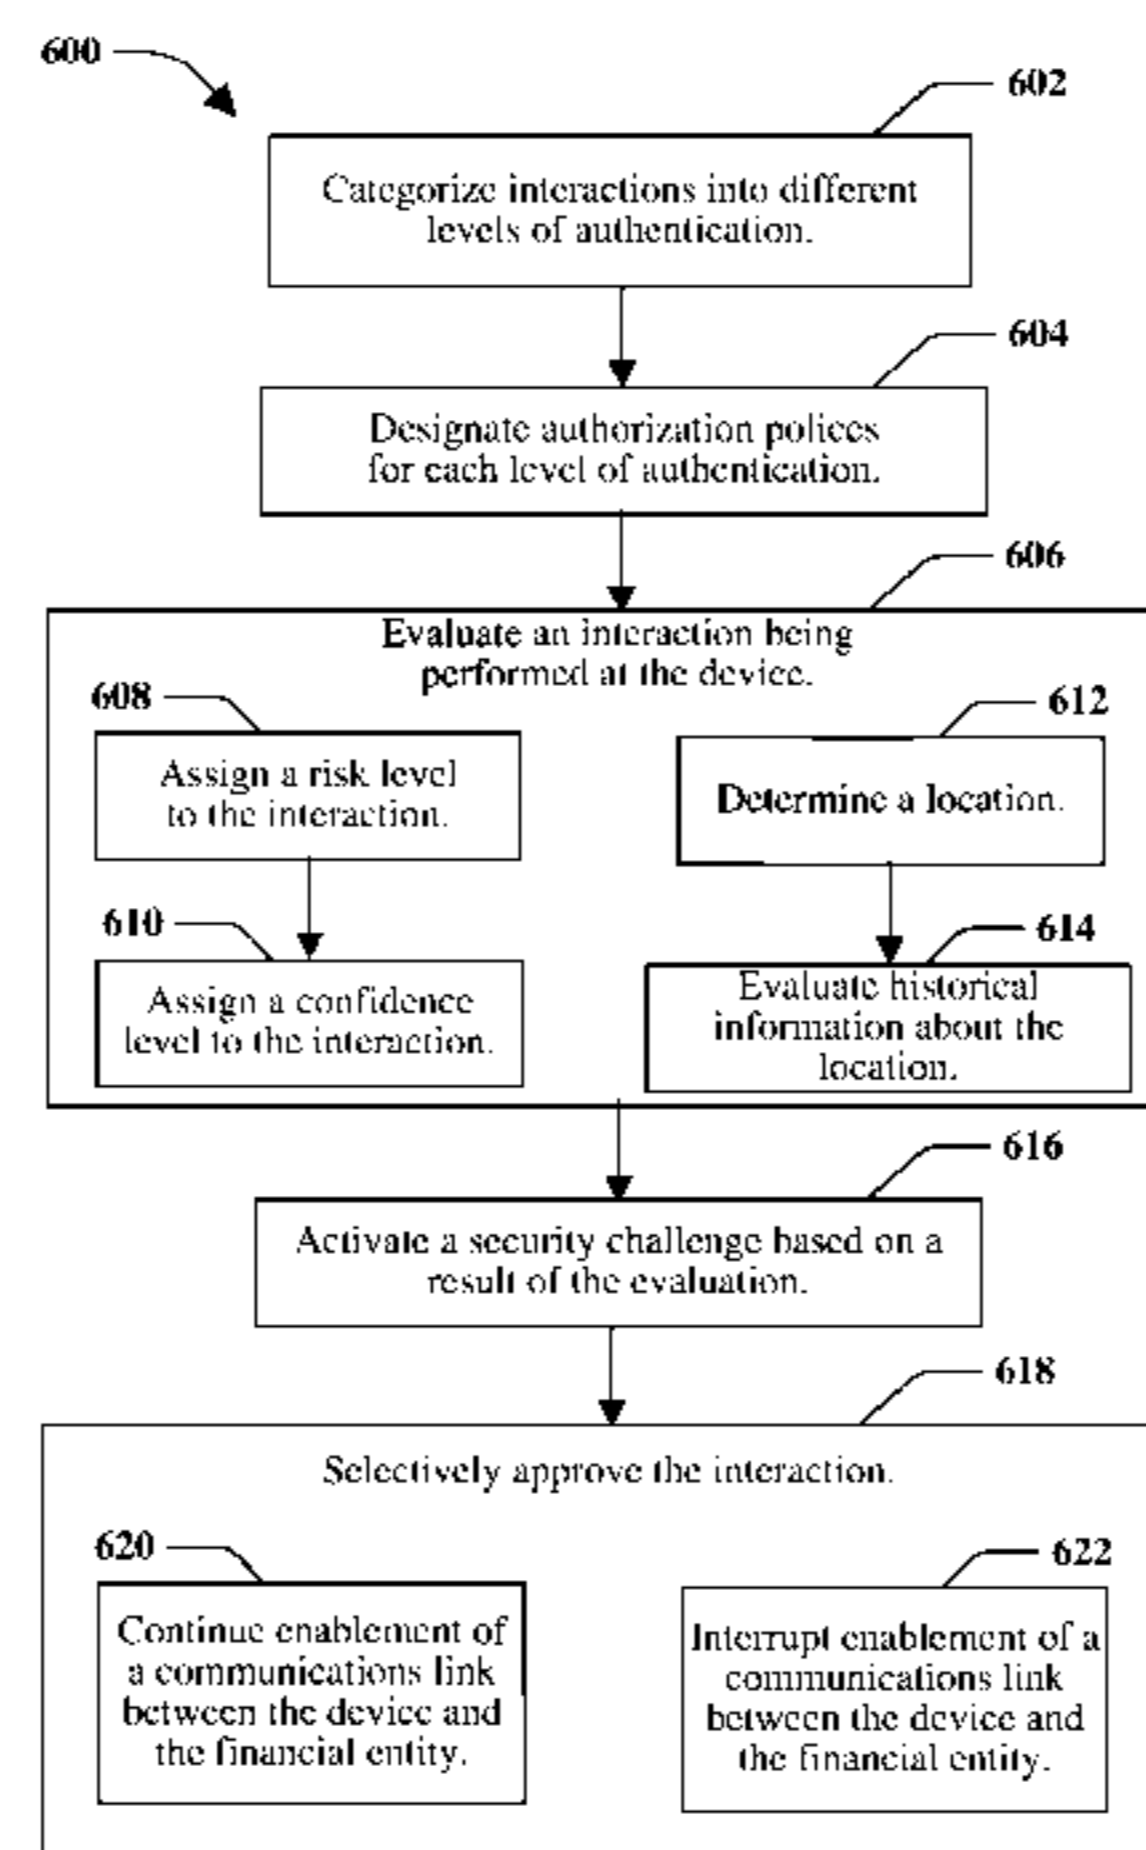 600
602
Categorize interactions into different
levels of authentication.
604
Designate authorization polices
for each level of authentication.
606
Evaluate an interaction being
performed at the device.
608
Assign a risk level
to the interaction.
610
Assign a confidence
level to the interaction.
612
Determine a location.
614
Evaluate historical
information about the
location.
616
Activate a security challenge based on a
result of the evaluation.
618
Selectively approve the interaction.
620
Continue enablement of
a communications link
between the device and
the financial entity.
622
Interrupt enablement of a
communications link
between the device and
the financial entity.